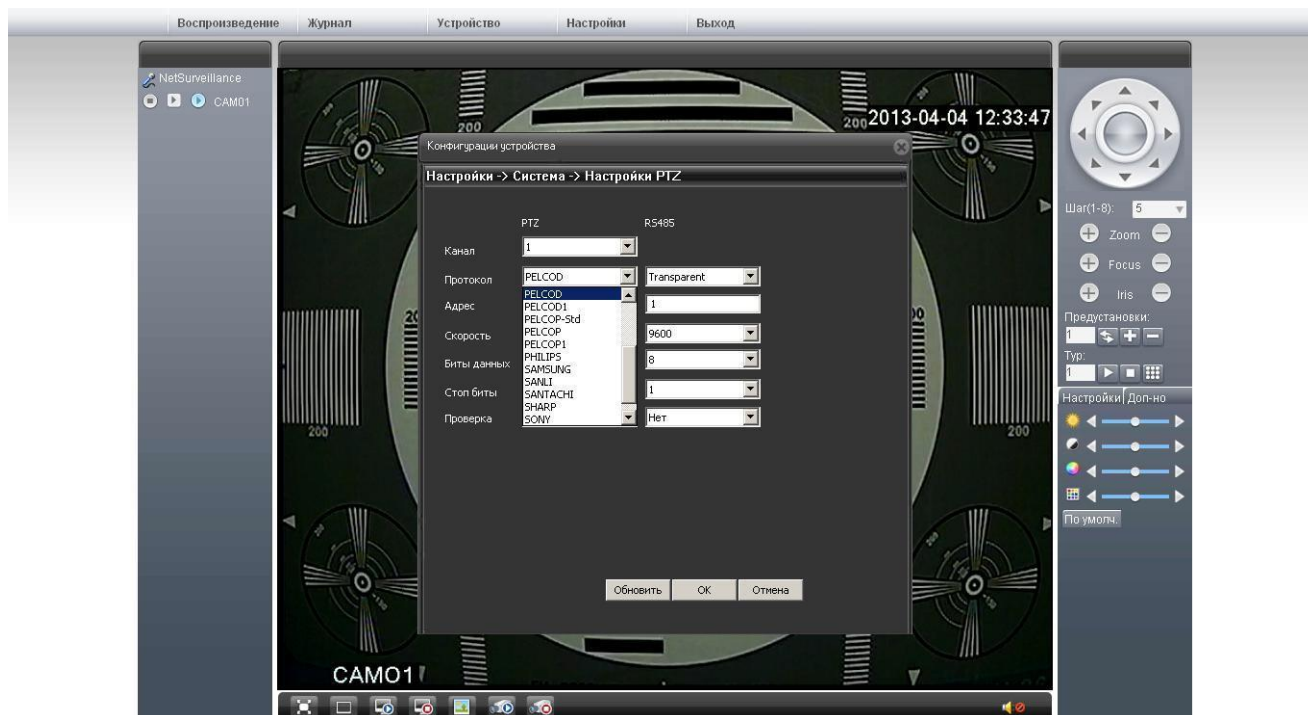 Воспроизведение Журнал Устройство Настройки Выход
NetSurveillance
CAM01
200
200
2013-04-04 12:33:47
Конфигурации устройства
Настройки -> Система -> Настройки PTZ
PTZ RS485
Канал 1
Протокол PELCOD Transparent
Адрес 1
Скорость 9600
Биты данных 8
Стоп биты 1
Проверка Нет
PELCOD
PELCOD1
PELCOP-Std
PELCOP
PELCOP1
PHILIPS
SAMSUNG
SANLI
SANTACHI
SHARP
SONY
Обновить OK Отмена
200
200
CAM01
Шаг(1-8): 5
Zoom
Focus
Iris
Предустановки:
1
Тур:
1
Настройки Доп-но
По умолч.